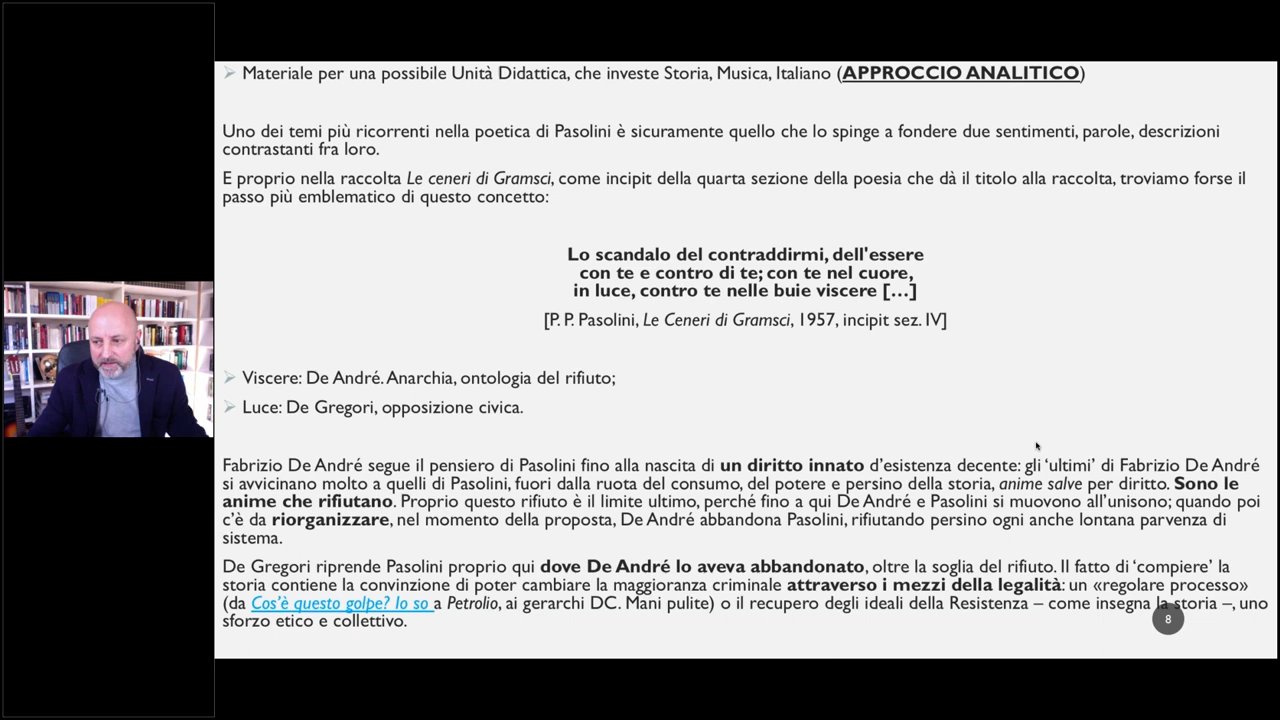 Materiale per una possibile Unità Didattica, che investe Storia, Musica, Italiano (APPROCCIO ANALITICO)
Uno dei temi più ricorrenti nella poetica di Pasolini è sicuramente quello che lo spinge a fondere due sentimenti, parole, descrizioni
contrastanti fra loro.
E proprio nella raccolta Le ceneri di Gramsci, come incipit della quarta sezione della poesia che dà il titolo alla raccolta, troviamo forse il
passo più emblematico di questo concetto:
Lo scandalo del contraddirmi, dell'essere
con te e contro di te; con te nel cuore,
in luce, contro te nelle buie viscere […]
[P. P. Pasolini, Le Ceneri di Gramsci, 1957, incipit sez. IV]
Viscere: De André. Anarchia, ontologia del rifiuto;
Luce: De Gregori, opposizione civica.
Fabrizio De André segue il pensiero di Pasolini fino alla nascita di un diritto innato d’esistenza decente: gli ‘ultimi’ di Fabrizio De André
si avvicinano molto a quelli di Pasolini, fuori dalla ruota del consumo, del potere e persino della storia, anime salve per diritto. Sono le
anime che rifiutano. Proprio questo rifiuto è il limite ultimo, perché fino a qui De André e Pasolini si muovono all’unisono; quando poi
c’è da riorganizzare, nel momento della proposta, De André abbandona Pasolini, rifiutando persino ogni anche lontana parvenza di
sistema.
De Gregori riprende Pasolini proprio qui dove De André lo aveva abbandonato, oltre la soglia del rifiuto. Il fatto di ‘compiere’ la
storia contiene la convinzione di poter cambiare la maggioranza criminale attraverso i mezzi della legalità: un «regolare processo»
(da Cos’è questo golpe? Io so a Petrolio, ai gerarchi DC. Mani pulite) o il recupero degli ideali della Resistenza – come insegna la storia –, uno
sforzo etico e collettivo.
8